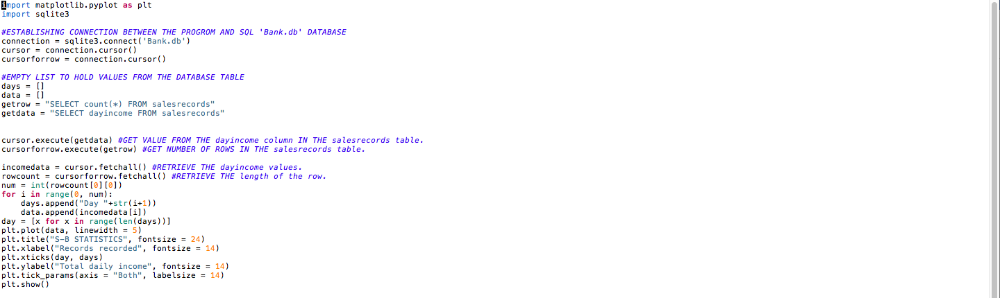 import matplotlib.pyplot as plt
import sqlite3
#ESTABLISHING CONNECTION BETWEEN THE PROGROM AND SQL 'Bank.db' DATABASE
connection = sqlite3.connect('Bank.db')
cursor = connection.cursor()
cursorforrow = connection.cursor()
#EMPTY LIST TO HOLD VALUES FROM THE DATABASE TABLE
days = []
data = []
getrow = "SELECT count(*) FROM salesrecords"
getdata = "SELECT dayincome FROM salesrecords"
cursor.execute(getdata) #GET VALUE FROM THE dayincome column IN THE salesrecords table.
cursorforrow.execute(getrow) #GET NUMBER OF ROWS IN THE salesrecords table.
incomedata = cursor.fetchall() #RETRIEVE THE dayincome values.
rowcount = cursorforrow.fetchall() #RETRIEVE THE length of the row.
num = int(rowcount[0][0])
for i in range(0, num):
    days.append("Day "+str(i+1))
    data.append(incomedata[i])
day = [x for x in range(len(days))]
plt.plot(data, linewidth = 5)
plt.title("S-B STATISTICS", fontsize = 24)
plt.xlabel("Records recorded", fontsize = 14)
plt.xticks(day, days)
plt.ylabel("Total daily income", fontsize = 14)
plt.tick_params(axis = "Both", labelsize = 14)
plt.show()